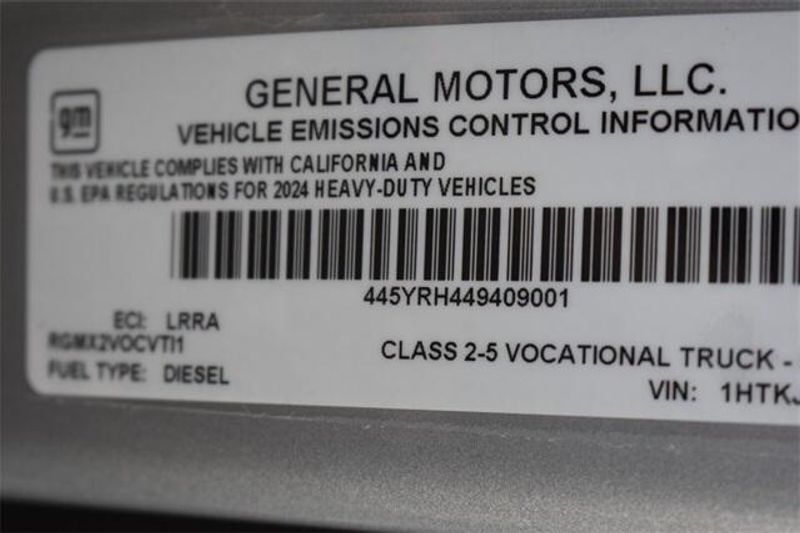 gm
GENERAL MOTORS, LLC.
VEHICLE EMISSIONS CONTROL INFORMATIO
THIS VEHICLE COMPLIES WITH CALIFORNIA AND
U.S. EPA REGULATIONS FOR 2024 HEAVY-DUTY VEHICLES
445YRH449409001
ECI: LRRA
RGMX2VOCVTI1
FUEL TYPE: DIESEL
CLASS 2-5 VOCATIONAL TRUCK -
VIN: 1HTKJ